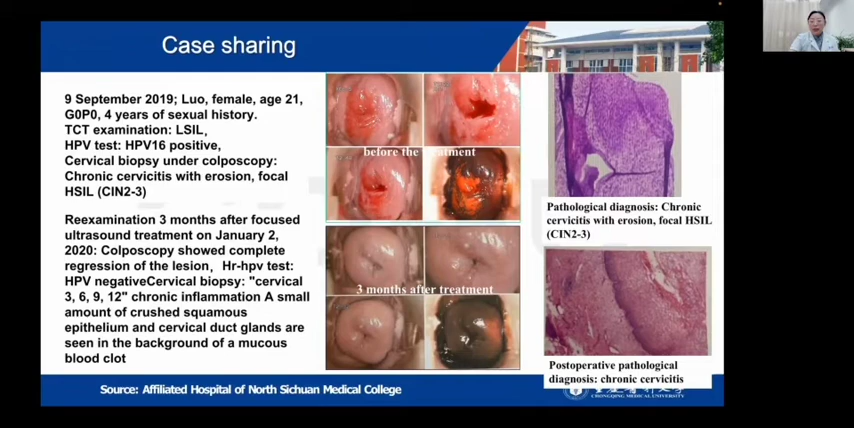 Case sharing
9 September 2019; Luo, female, age 21,
G0P0, 4 years of sexual history.
TCT examination: LSIL,
HPV test: HPV16 positive,
Cervical biopsy under colposcopy:
Chronic cervicitis with erosion, focal
HSIL (CIN2-3)
Reexamination 3 months after focused
ultrasound treatment on January 2,
2020: Colposcopy showed complete
regression of the lesion, Hr-hpv test:
HPV negativeCervical biopsy: "cervical
3, 6, 9, 12" chronic inflammation A small
amount of crushed squamous
epithelium and cervical duct glands are
seen in the background of a mucous
blood clot
before the treatment
3 months after treatment
Pathological diagnosis: Chronic
cervicitis with erosion, focal HSIL
(CIN2-3)
Postoperative pathological
diagnosis: chronic cervicitis
Source: Affiliated Hospital of North Sichuan Medical College
CHONGQING MEDICAL UNIVERSITY